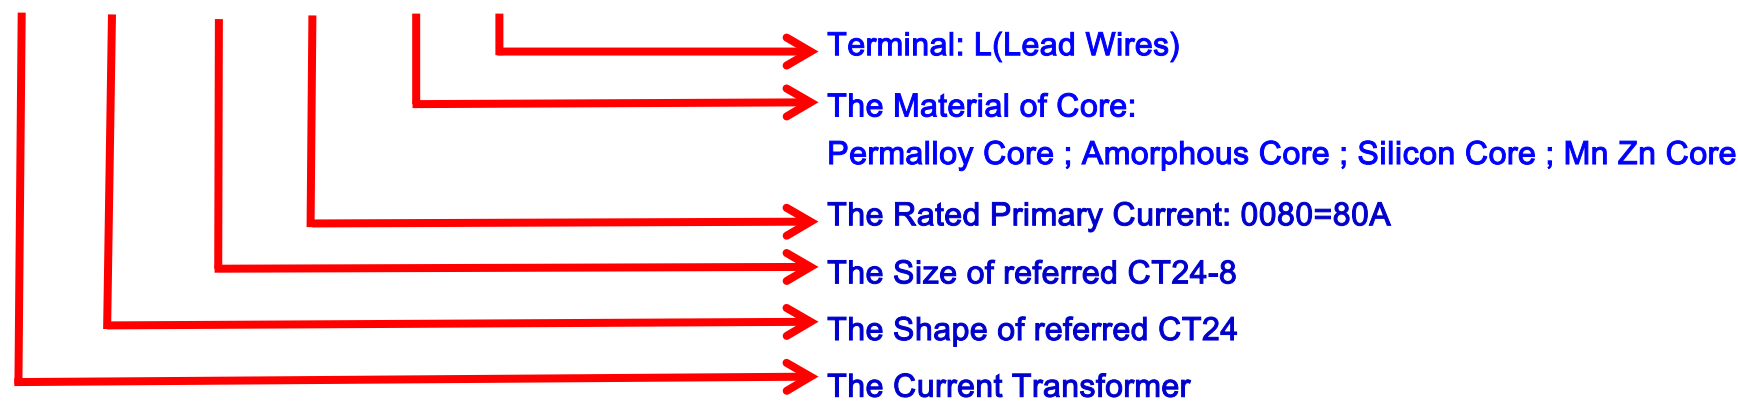 Terminal: L(Lead Wires)
The Material of Core:
Permalloy Core ; Amorphous Core ; Silicon Core ; Mn Zn Core
The Rated Primary Current: 0080=80A
The Size of referred CT24-8
The Shape of referred CT24
The Current Transformer